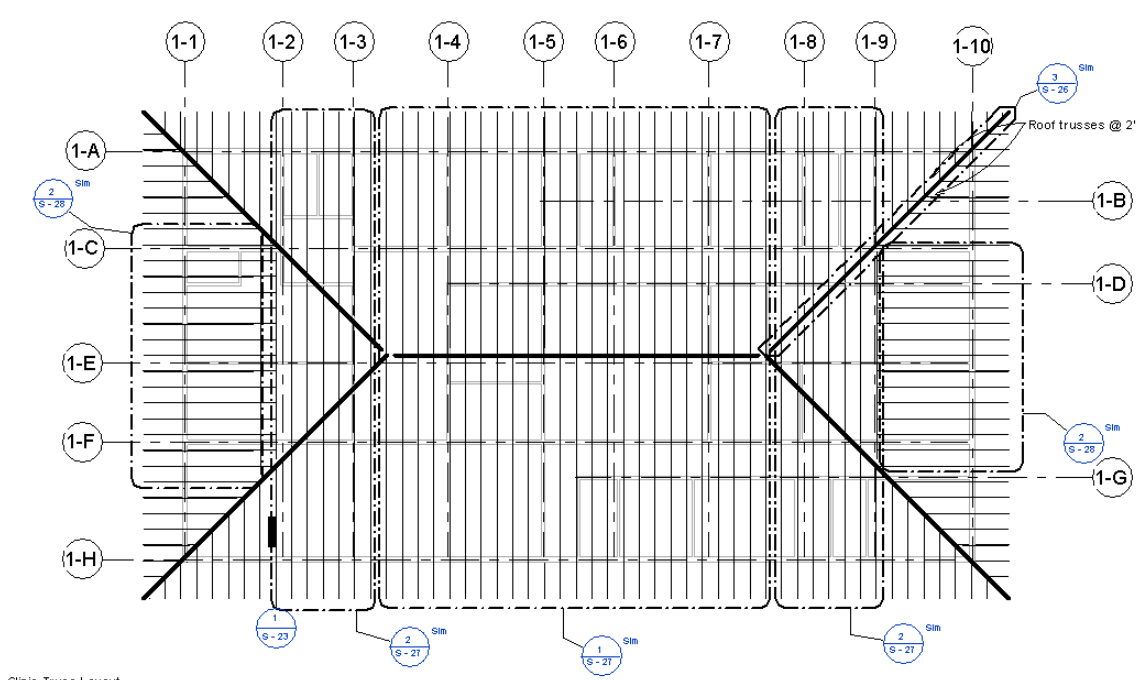 1-1 1-2 1-3 1-4 1-5 1-6 1-7 1-8 1-9 1-10
3 Sim
S - 26
Roof trusses @ 2'
1-A
2 Sim
S - 28
1-B
1-C
1-D
1-E
1-F
2 Sim
S - 28
1-G
1-H
1
S - 23
2 Sim
S - 27
1 Sim
S - 27
2 Sim
S - 27